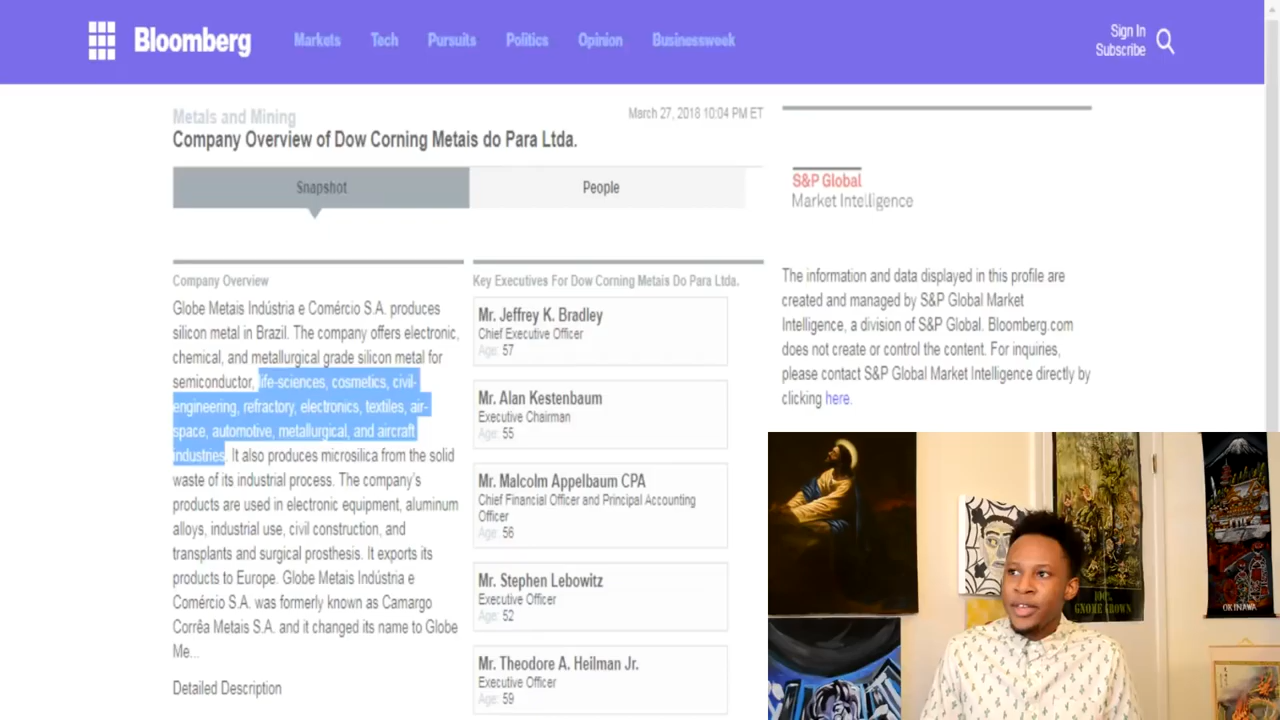 Bloomberg
Markets Tech Pursuits Politics Opinion Businessweek
Sign In
Subscribe
Metals and Mining
March 27, 2018 10:04 PM ET
Company Overview of Dow Corning Metais do Para Ltda.
Snapshot
People
S&P Global
Market Intelligence
Company Overview
Globe Metais Indústria e Comércio S.A. produces
silicon metal in Brazil. The company offers electronic,
chemical, and metallurgical grade silicon metal for
semiconductor, life-sciences, cosmetics, civil-
engineering, refractory, electronics, textiles, air-
space, automotive, metallurgical, and aircraft
industries. It also produces microsilica from the solid
waste of its industrial process. The company's
products are used in electronic equipment, aluminum
alloys, industrial use, civil construction, and
transplants and surgical prosthesis. It exports its
products to Europe. Globe Metais Indústria e
Comércio S.A. was formerly known as Camargo
Corrêa Metais S.A. and it changed its name to Globe
Me...
Detailed Description
Key Executives For Dow Corning Metais Do Para Ltda.
Mr. Jeffrey K. Bradley
Chief Executive Officer
Age: 57
Mr. Alan Kestenbaum
Executive Chairman
Age: 55
Mr. Malcolm Appelbaum CPA
Chief Financial Officer and Principal Accounting
Officer
Age: 56
Mr. Stephen Lebowitz
Executive Officer
Age: 52
Mr. Theodore A. Heilman Jr.
Executive Officer
Age: 59
The information and data displayed in this profile are
created and managed by S&P Global Market
Intelligence, a division of S&P Global. Bloomberg.com
does not create or control the content. For inquiries,
please contact S&P Global Market Intelligence directly by
clicking here.
100%
GNOME GROWN
OKINAWA